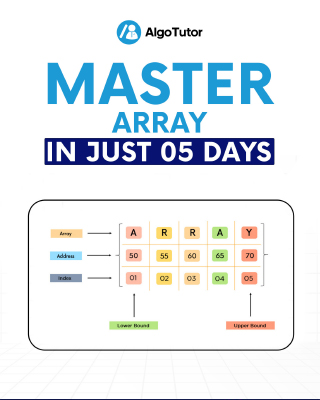 AlgoTutor
MASTER
ARRAY
IN JUST 05 DAYS
Array A R R A Y
Address 50 55 60 65 70
Index 01 02 03 04 05
Lower Bound Upper Bound